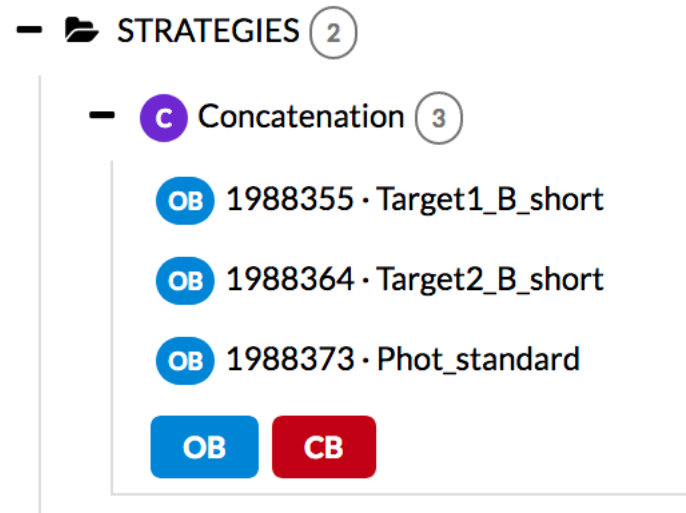 STRATEGIES 2
C Concatenation 3
OB 1988355 · Target1_B_short
OB 1988364 · Target2_B_short
OB 1988373 · Phot_standard
OB CB